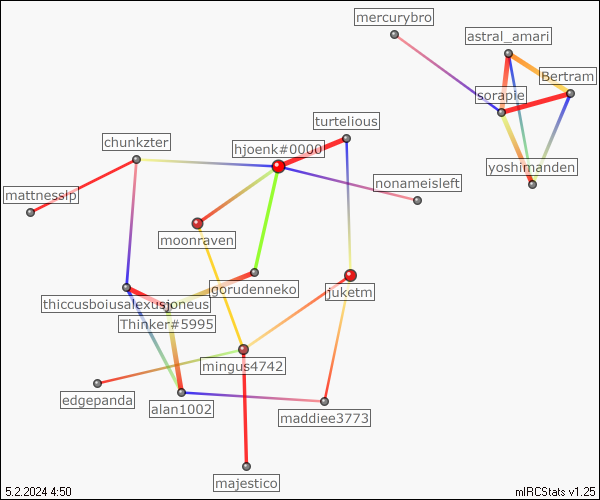 mercurybro
astral_amari
Bertram
sorapie
turtelious
chunkzter
hjoenk#0000
yoshimanden
nonameisleft
mattnesslp
moonraven
gorudenneko
juketm
thiccusboiusalexusjoneus
Thinker#5995
mingus4742
edgepanda
alan1002
maddiee3773
majestico
5.2.2024 4:50
mIRCStats v1.25